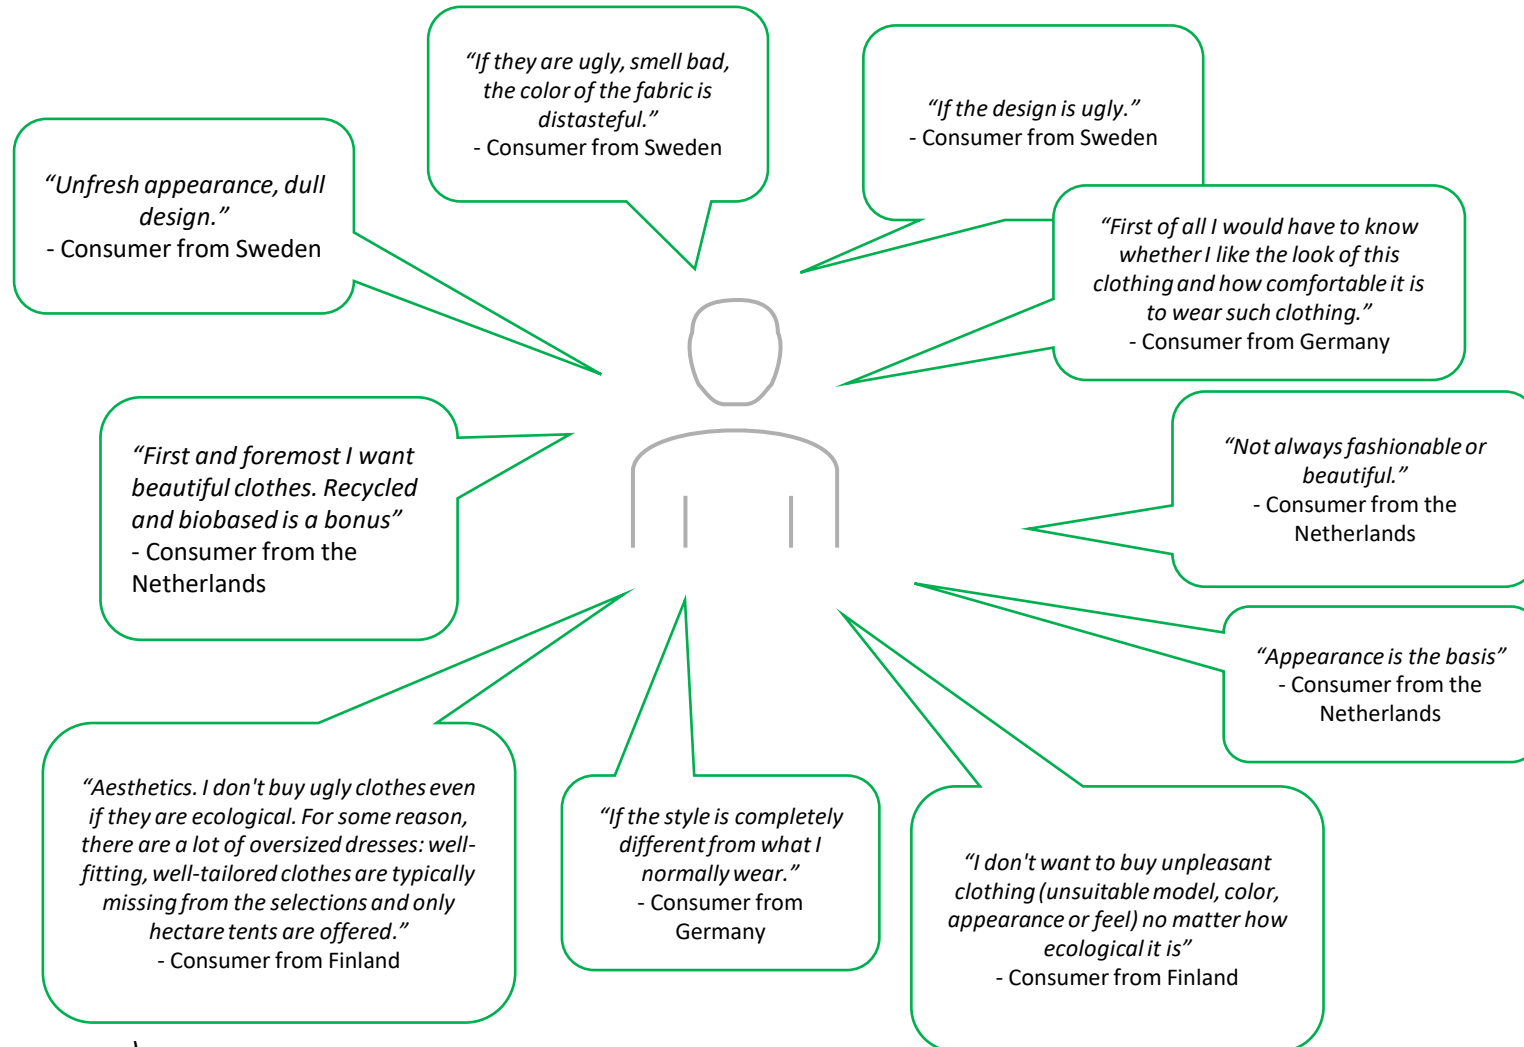 “If they are ugly, smell bad,
the color of the fabric is
distasteful.”
- Consumer from Sweden
“If the design is ugly.”
- Consumer from Sweden
“Unfresh appearance, dull
design.”
- Consumer from Sweden
“First of all I would have to know
whether I like the look of this
clothing and how comfortable it is
to wear such clothing.”
- Consumer from Germany
“First and foremost I want
beautiful clothes. Recycled
and biobased is a bonus”
- Consumer from the
Netherlands
“Not always fashionable or
beautiful.”
- Consumer from the
Netherlands
“Appearance is the basis”
- Consumer from the
Netherlands
“Aesthetics. I don't buy ugly clothes even
if they are ecological. For some reason,
there are a lot of oversized dresses: well-
fitting, well-tailored clothes are typically
missing from the selections and only
hectare tents are offered.”
- Consumer from Finland
“If the style is completely
different from what I
normally wear.”
- Consumer from
Germany
“I don't want to buy unpleasant
clothing (unsuitable model, color,
appearance or feel) no matter how
ecological it is”
- Consumer from Finland